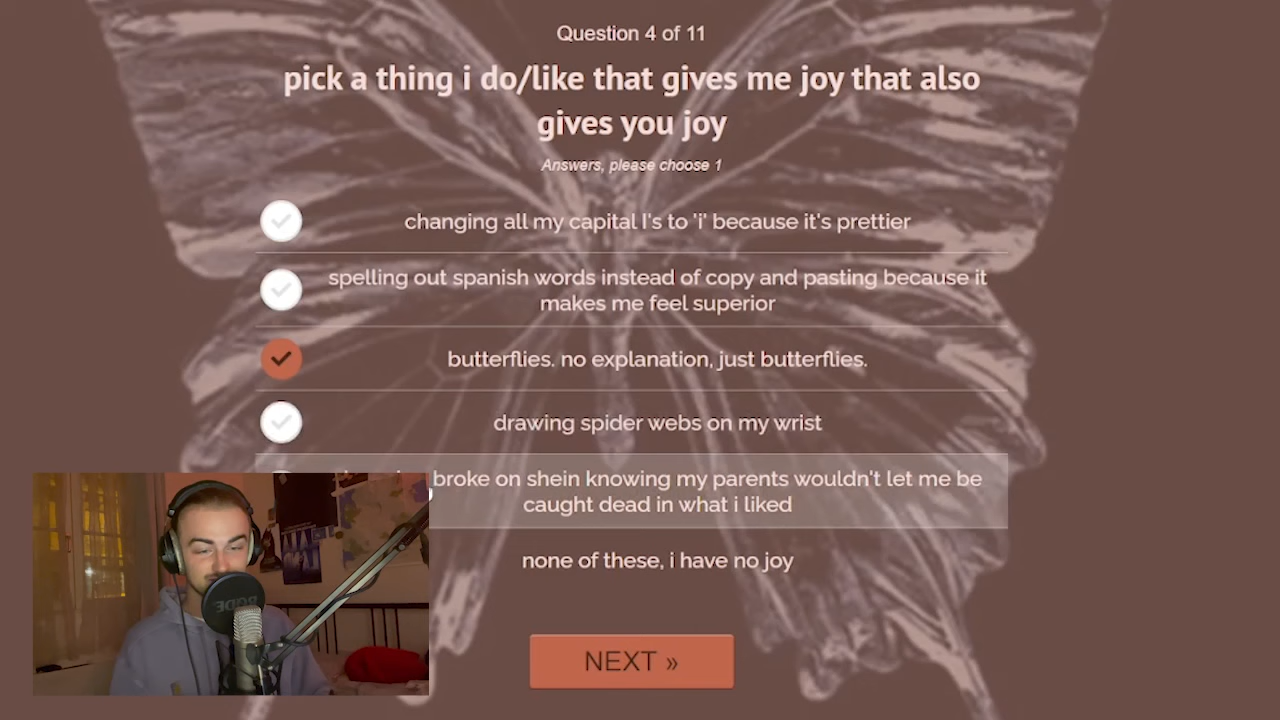 Question 4 of 11
pick a thing i do/like that gives me joy that also
gives you joy
Answers, please choose 1
changing all my capital I's to 'i' because it's prettier
spelling out spanish words instead of copy and pasting because it
makes me feel superior
butterflies. no explanation, just butterflies.
drawing spider webs on my wrist
broke on shein knowing my parents wouldn't let me be
caught dead in what i liked
none of these, i have no joy
NEXT »